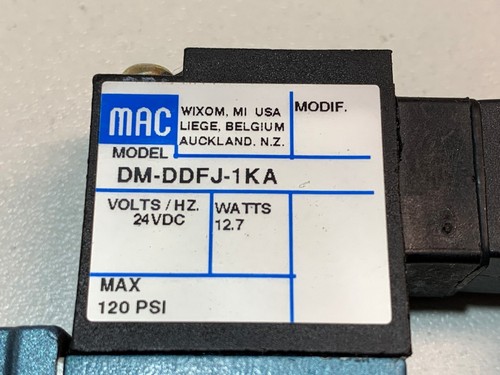 MAC
WIXOM, MI USA
LIEGE, BELGIUM
AUCKLAND, N.Z.
MODIF.
MODEL
DM-DDFJ-1KA
VOLTS / HZ.
24VDC
WATTS
12.7
MAX
120 PSI